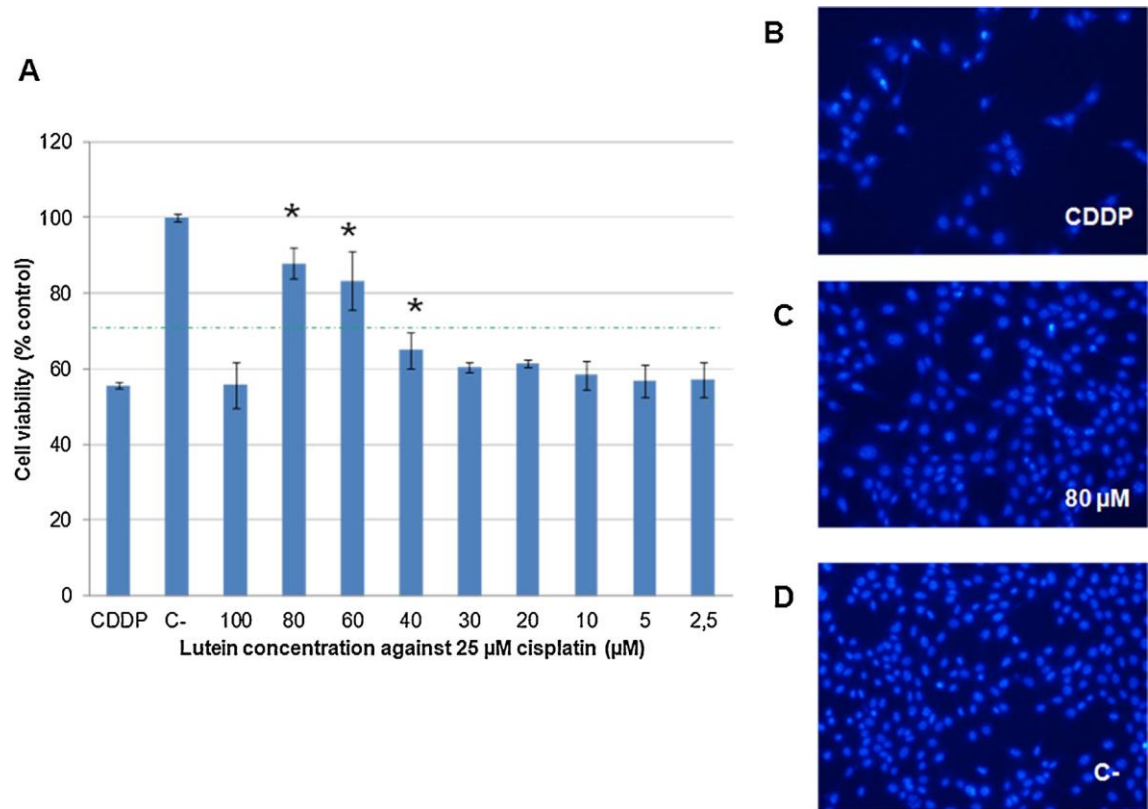 A
Cell viability (% control)
120
100
80
60
40
20
0
* * *
CDDP C- 100 80 60 40 30 20 10 5 2,5
Lutein concentration against 25 µM cisplatin (µM)
B
CDDP
C
80 µM
D
C-